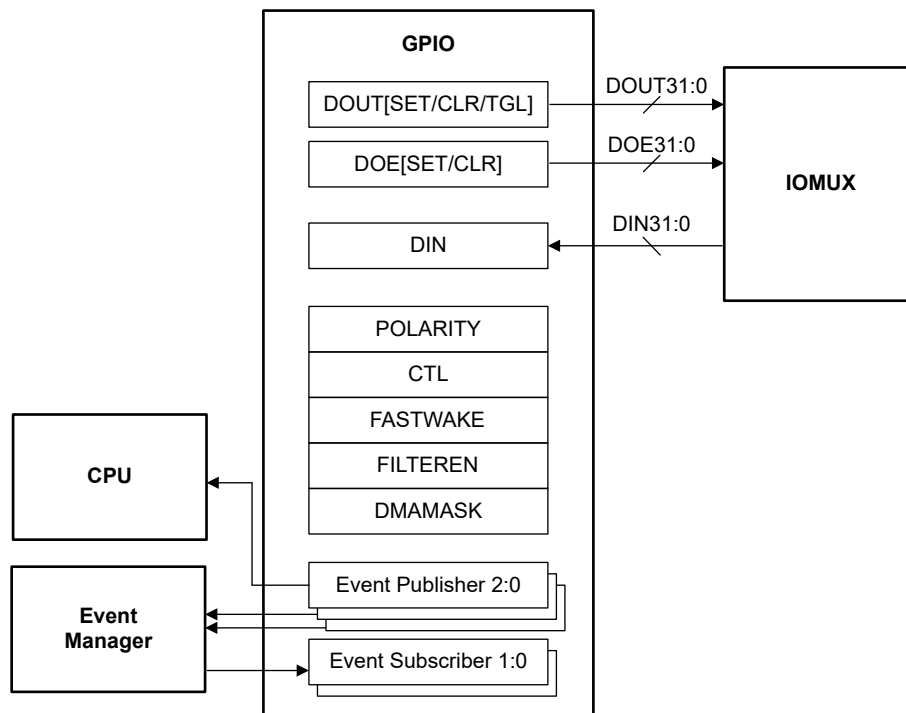 GPIO
DOUT[SET/CLR/TGL]
DOUT31:0
DOE[SET/CLR]
DOE31:0
IOMUX
DIN
DIN31:0
POLARITY
CTL
FASTWAKE
FILTEREN
DMAMASK
CPU
Event Publisher 2:0
Event
Manager
Event Subscriber 1:0